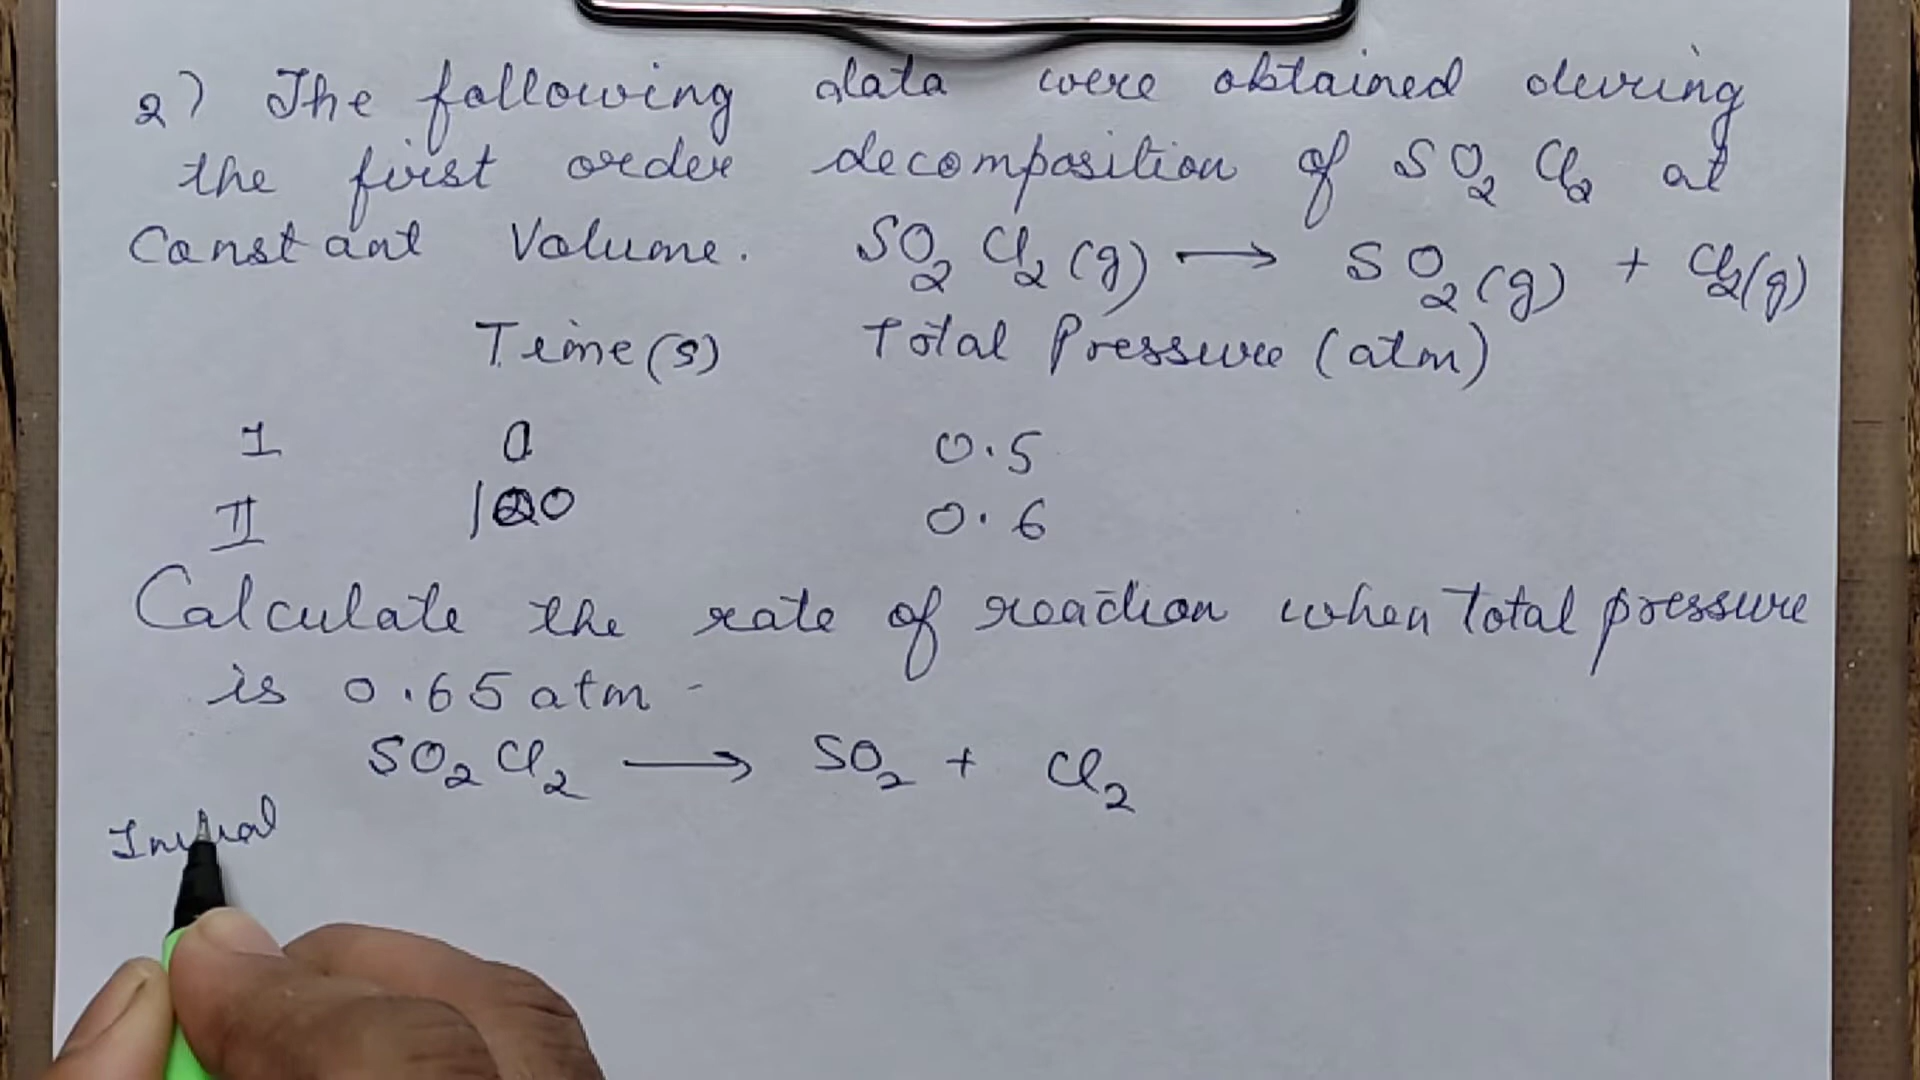 2) The following data were obtained during
the first order decomposition of SO2 Cl2 at
Constant Volume. SO2 Cl2 (g) → SO2 (g) + Cl2(g)
Time (s) Total Pressure (atm)
I 0 0.5
II 100 0.6
Calculate the rate of reaction when Total pressure
is 0.65 atm -
SO2 Cl2 → SO2 + Cl2
Initial